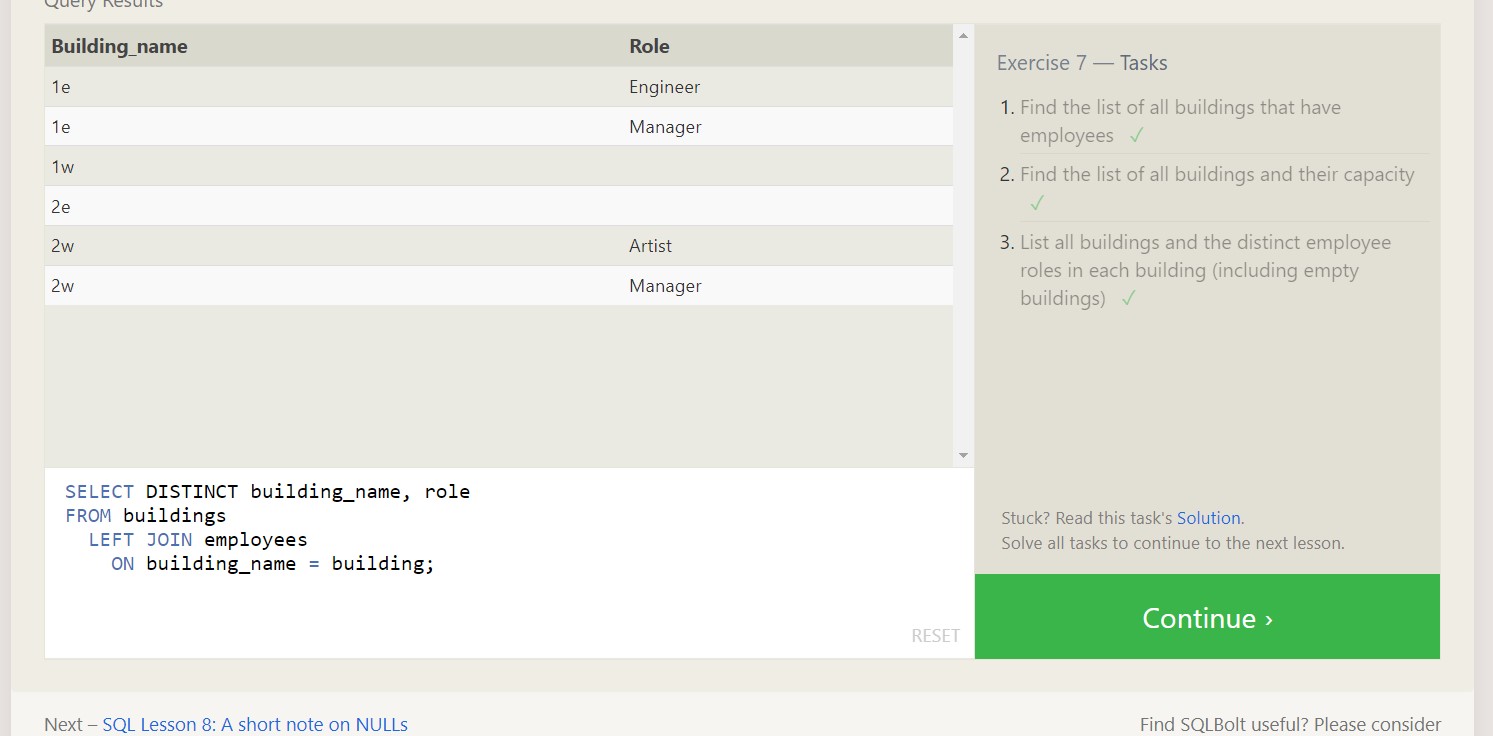 Query Results
Building_name Role
1e Engineer
1e Manager
1w
2e
2w Artist
2w Manager
SELECT DISTINCT building_name, role
FROM buildings
LEFT JOIN employees
ON building_name = building;
RESET
Exercise 7 — Tasks
1. Find the list of all buildings that have
employees ✓
2. Find the list of all buildings and their capacity
✓
3. List all buildings and the distinct employee
roles in each building (including empty
buildings) ✓
Stuck? Read this task's Solution.
Solve all tasks to continue to the next lesson.
Continue ›
Next – SQL Lesson 8: A short note on NULLs
Find SQLBolt useful? Please consider